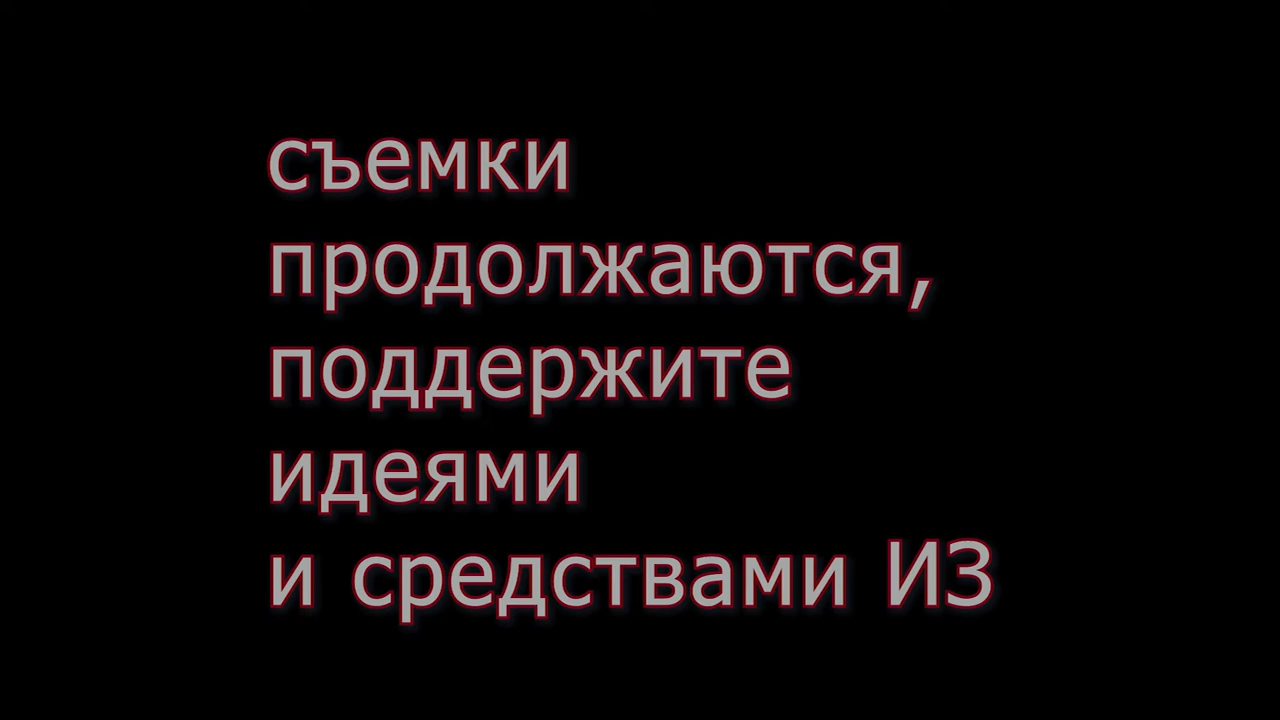 съемки
продолжаются,
поддержите
идеями
и средствами ИЗ